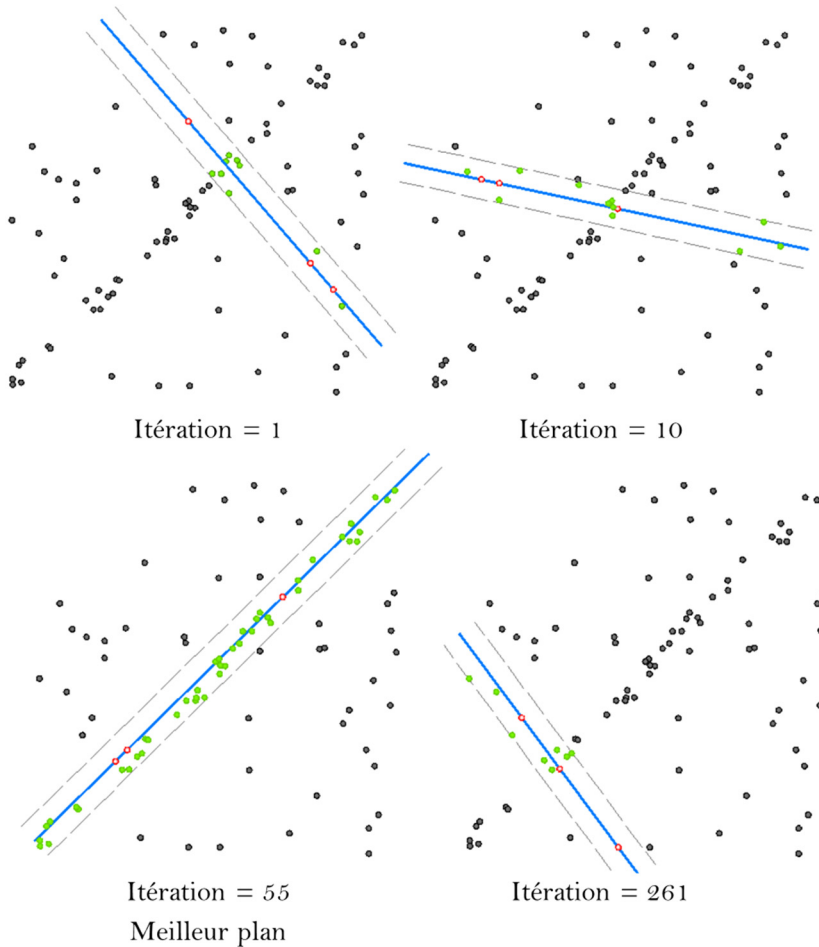 Itération = 1
Itération = 10
Itération = 55
Meilleur plan
Itération = 261